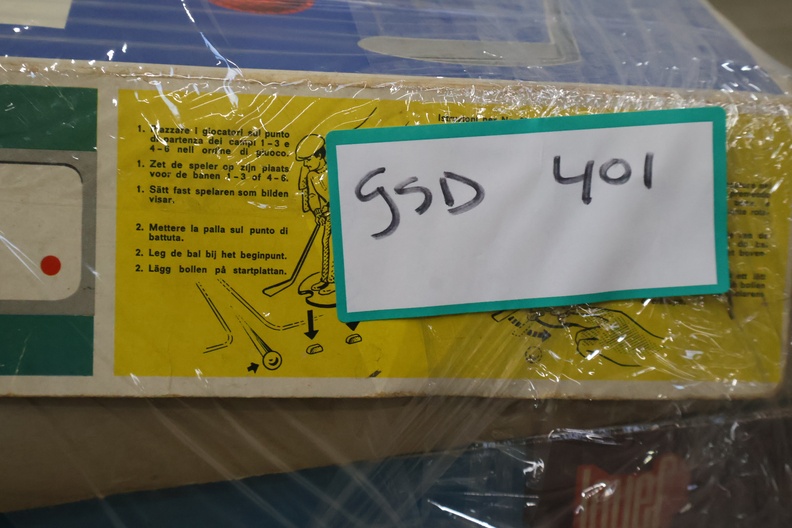 1. Piazzare i giocatori sul punto
di partenza dei campi 1-3 e
4-6 nell ordine di giuoco.
1. Zet de speler op zijn plaats
voor de banen 1-3 of 4-6.
1. Sätt fast spelaren som bilden
visar.
2. Mettere la palla sul punto di
battuta.
2. Leg de bal bij het beginpunt.
2. Lägg bollen på startplattan.
Istruzioni per
GSD 401